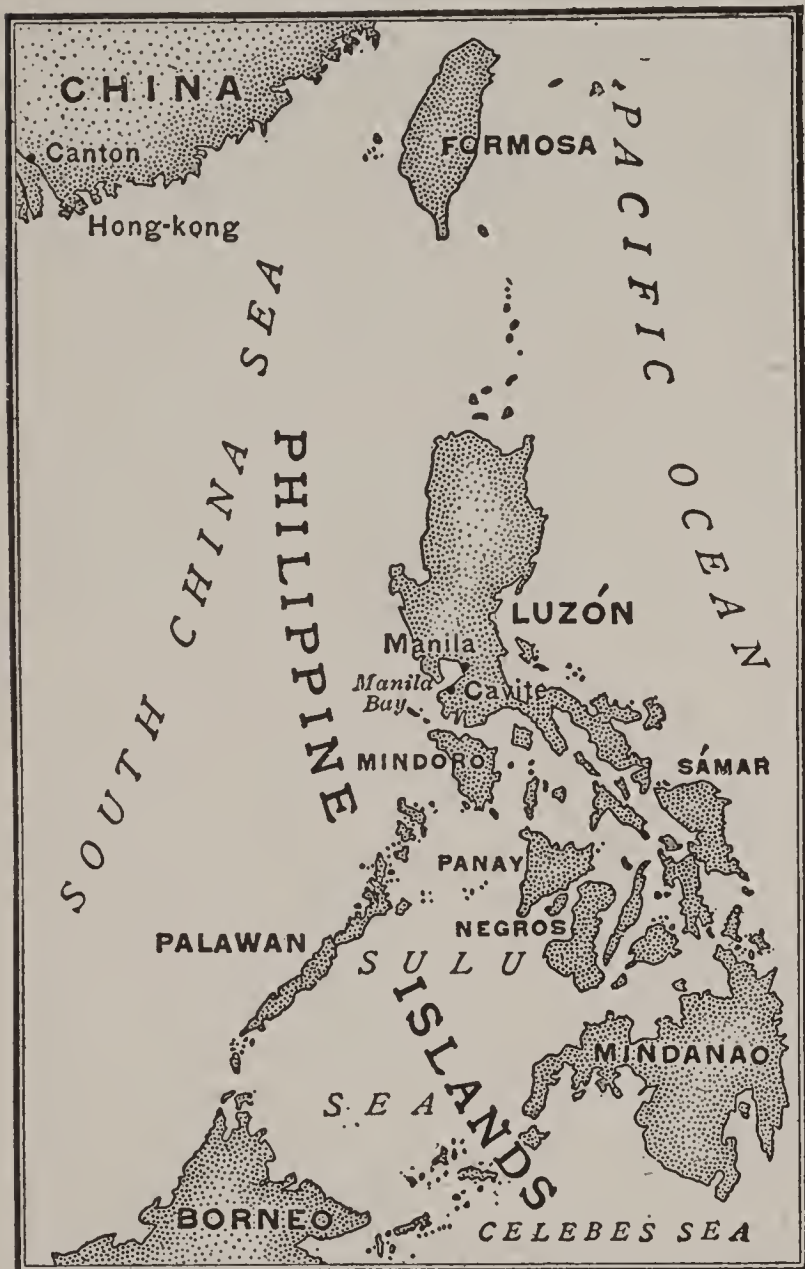 CHINA
FORMOSA
Canton
Hong-kong
PACIFIC OCEAN
SOUTH CHINA SEA
PHILIPPINE ISLANDS
LUZÓN
Manila
Manila
Bay
Cavite
MINDORO
SÁMAR
PANAY
NEGROS
PALAWAN
SULU SEA
MINDANAO
BORNEO
CELEBES SEA